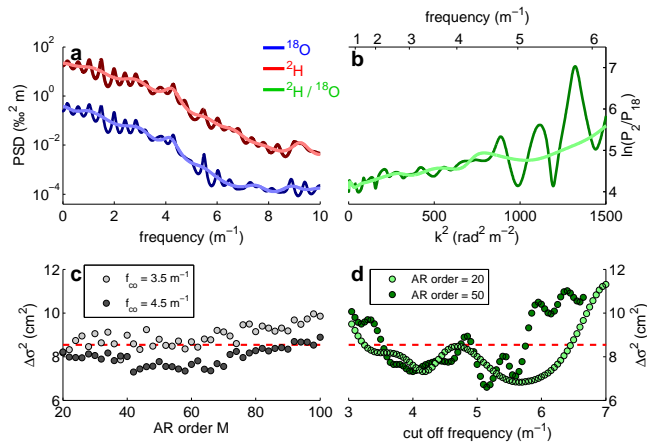 a
10²
10⁰
10⁻²
10⁻⁴
PSD (‰² m)
0 2 4 6 8 10
frequency (m⁻¹)
¹⁸O
²H
²H / ¹⁸O
frequency (m⁻¹)
1 2 3 4 5 6
b
7
6
5
4
ln(P₂/P₁₈)
0 500 1000 1500
k² (rad² m⁻²)
c
f_co = 3.5 m⁻¹
f_co = 4.5 m⁻¹
12
10
8
6
Δσ² (cm²)
20 40 60 80 100
AR order M
d
AR order = 20
AR order = 50
12
10
8
6
Δσ² (cm²)
3 4 5 6 7
cut off frequency (m⁻¹)